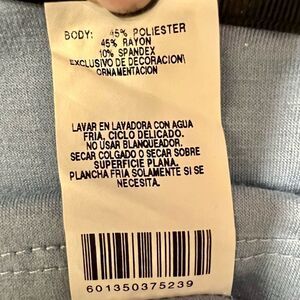 BODY: 45% POLIESTER
45% RAYON
10% SPANDEX
EXCLUSIVO DE DECORACION\
ORNAMENTACION
LAVAR EN LAVADORA CON AGUA
FRIA. CICLO DELICADO.
NO USAR BLANQUEADOR.
SECAR COLGADO O SECAR SOBRE
SUPERFICIE PLANA.
PLANCHA FRIA SOLAMENTE SI SE
NECESITA.
601350375239